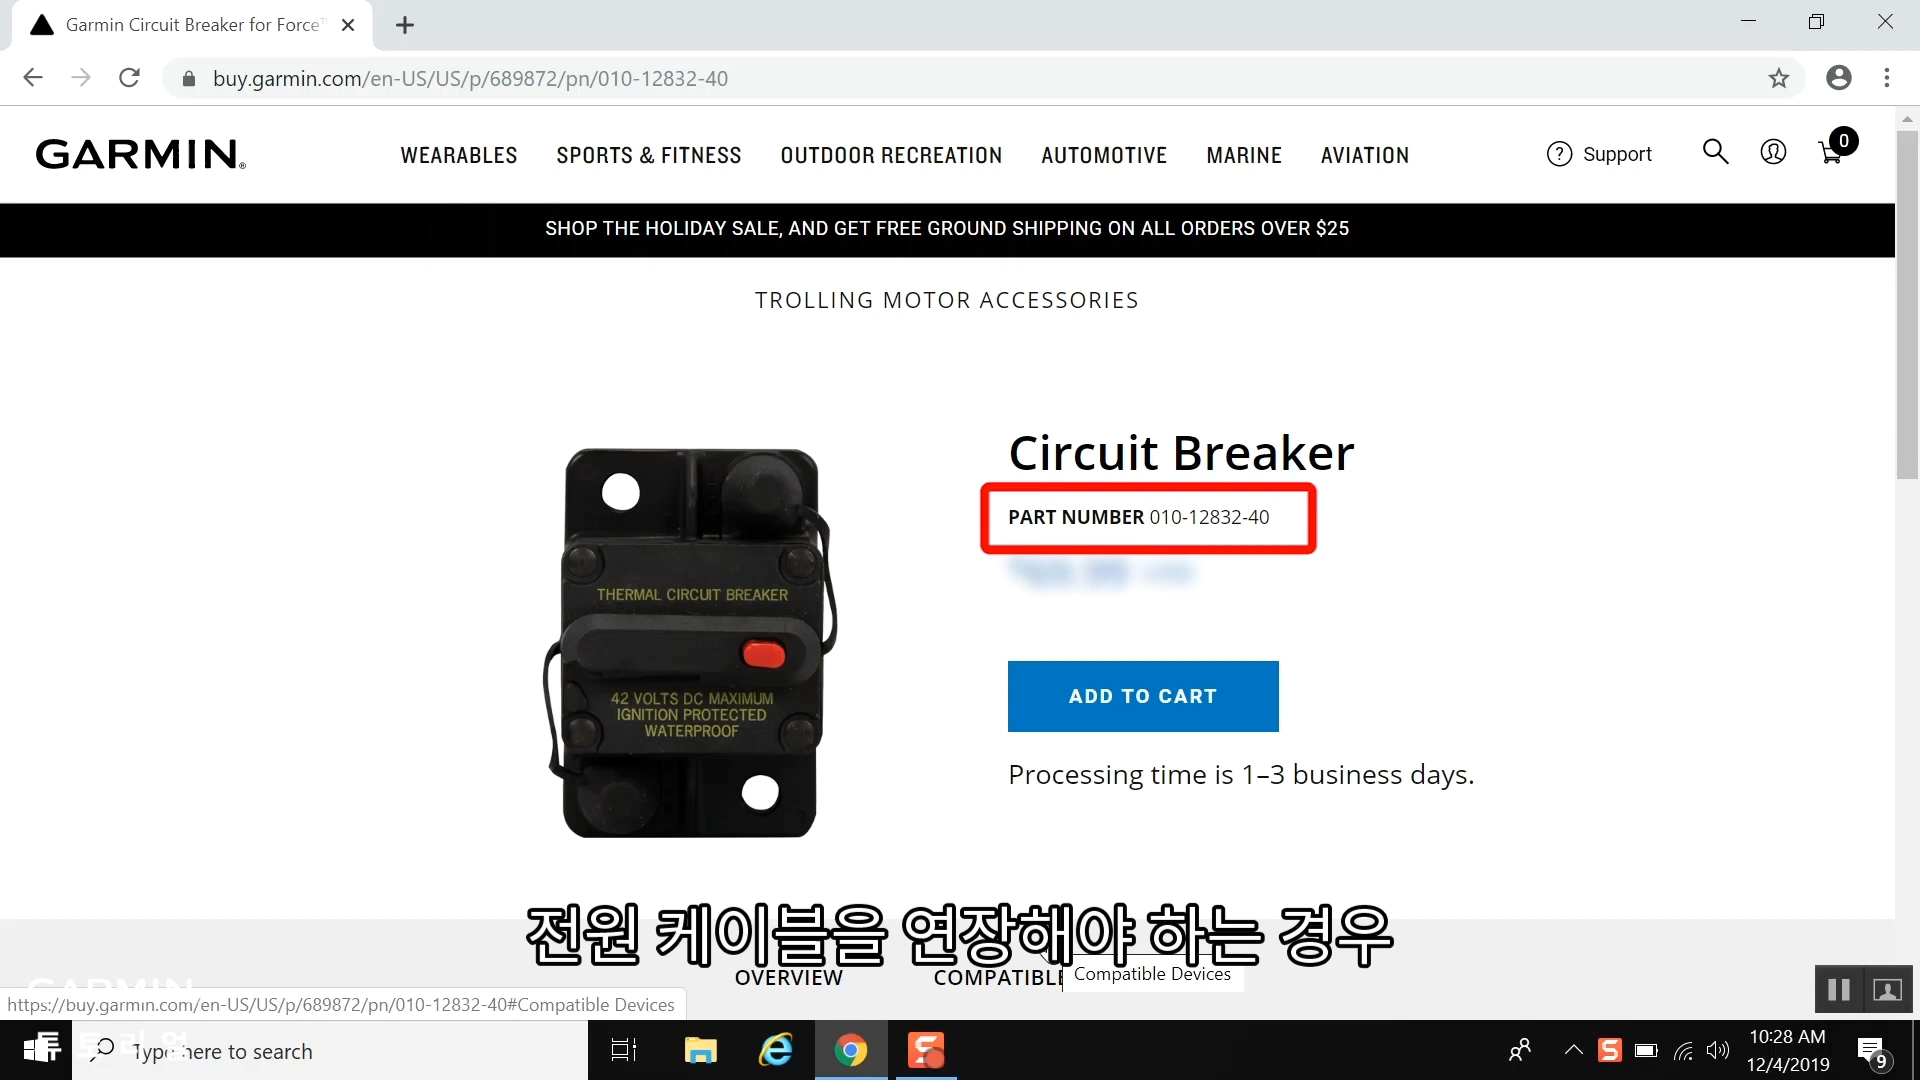 Garmin Circuit Breaker for Force™
buy.garmin.com/en-US/US/p/689872/pn/010-12832-40
GARMIN®
WEARABLES
SPORTS & FITNESS
OUTDOOR RECREATION
AUTOMOTIVE
MARINE
AVIATION
Support
0
SHOP THE HOLIDAY SALE, AND GET FREE GROUND SHIPPING ON ALL ORDERS OVER $25
TROLLING MOTOR ACCESSORIES
Circuit Breaker
PART NUMBER 010-12832-40
THERMAL CIRCUIT BREAKER
42 VOLTS DC MAXIMUM
IGNITION PROTECTED
WATERPROOF
ADD TO CART
Processing time is 1–3 business days.
전원 케이블을 연장해야 하는 경우
OVERVIEW
Compatible Devices
GARMIN
https://buy.garmin.com/en-US/US/p/689872/pn/010-12832-40#Compatible Devices
Type here to search
10:28 AM
12/4/2019
9